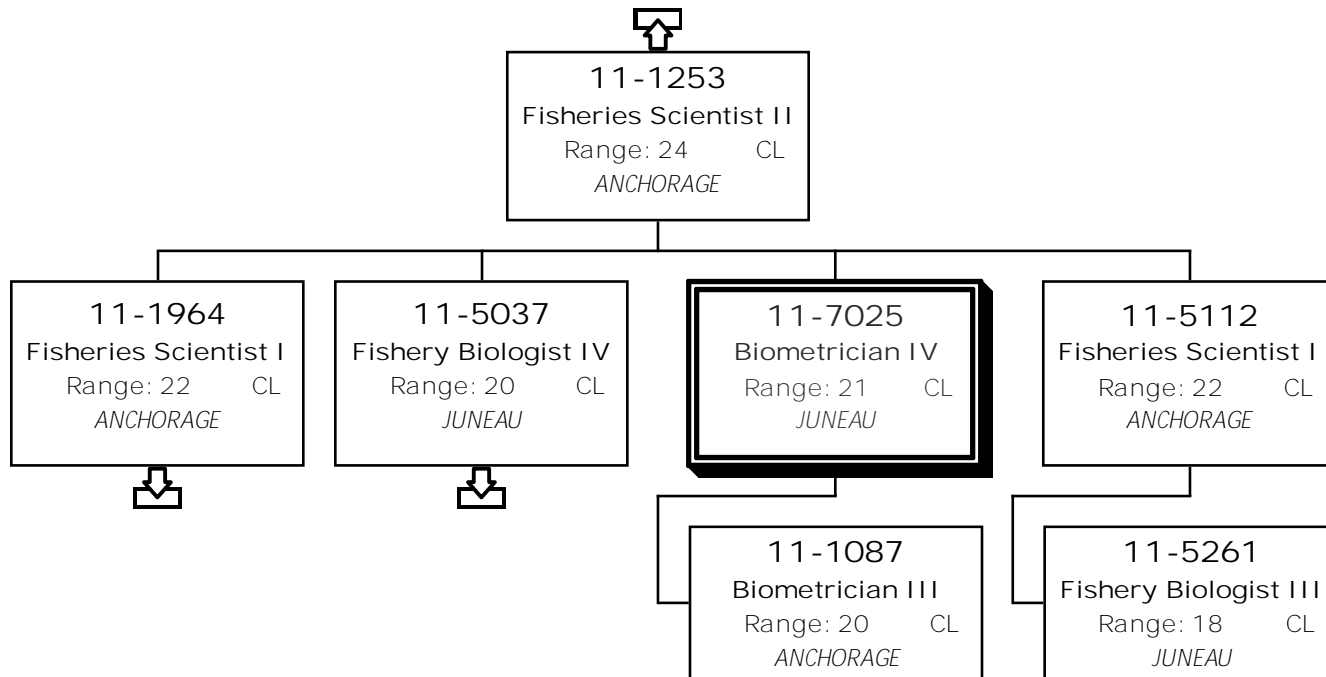 11-1253
Fisheries Scientist II
Range: 24 CL
ANCHORAGE
11-1964
Fisheries Scientist I
Range: 22 CL
ANCHORAGE
11-5037
Fishery Biologist IV
Range: 20 CL
JUNEAU
11-7025
Biometrician IV
Range: 21 CL
JUNEAU
11-5112
Fisheries Scientist I
Range: 22 CL
ANCHORAGE
11-1087
Biometrician III
Range: 20 CL
ANCHORAGE
11-5261
Fishery Biologist III
Range: 18 CL
JUNEAU